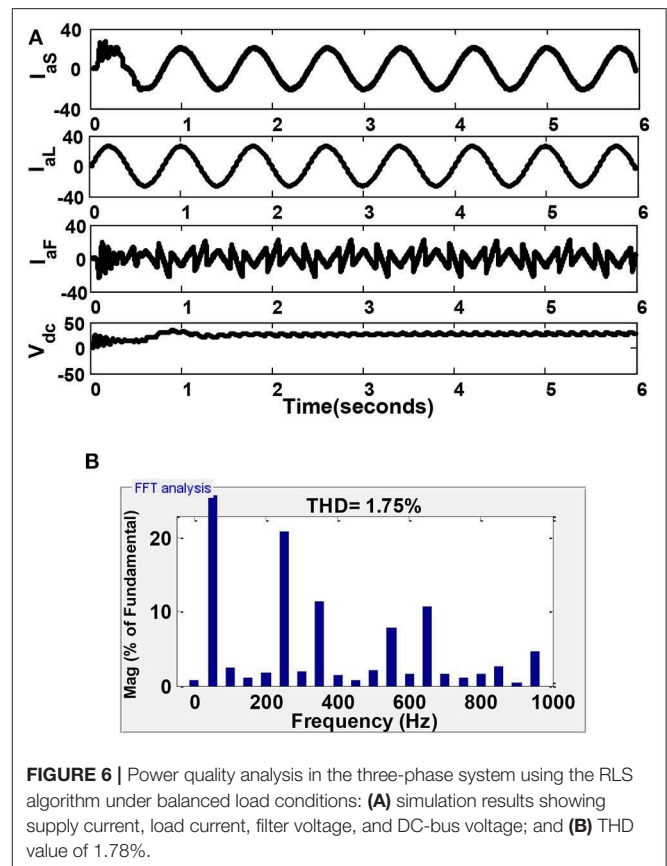 A
I_aS
40
0
-40
0 1 2 3 4 5 6
I_aL
40
0
-40
0 1 2 3 4 5 6
I_aF
40
0
-40
0 1 2 3 4 5 6
V_dc
50
0
-50
0 1 2 3 4 5 6
Time(seconds)
B
FFT analysis
THD= 1.75%
Mag (% of Fundamental)
20
10
0
0 200 400 600 800 1000
Frequency (Hz)
FIGURE 6 | Power quality analysis in the three-phase system using the RLS
algorithm under balanced load conditions: (A) simulation results showing
supply current, load current, filter voltage, and DC-bus voltage; and (B) THD
value of 1.78%.